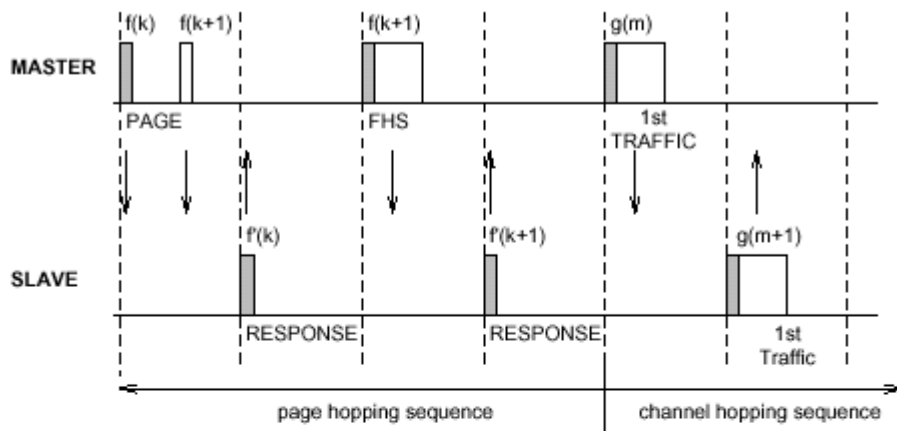 f(k) f(k+1) f(k+1) g(m)
MASTER
PAGE FHS 1st
TRAFFIC
f'(k) f'(k+1) g(m+1)
SLAVE
RESPONSE RESPONSE 1st
Traffic
page hopping sequence channel hopping sequence